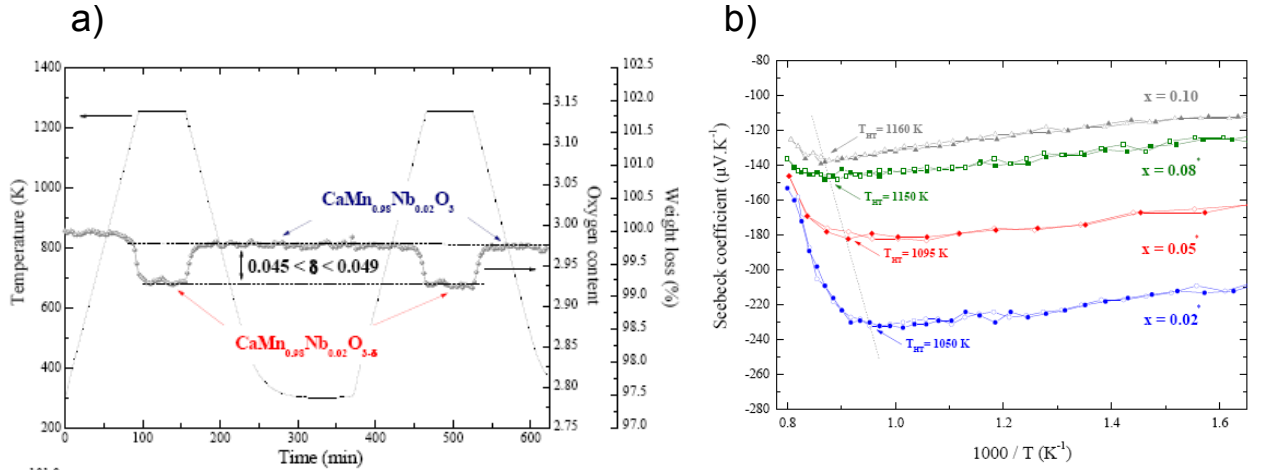 a)
1400
1200
1000
800
600
400
200
Temperature (K)
0 100 200 300 400 500 600
Time (min)
3.15
3.10
3.05
3.00
2.95
2.90
2.85
2.80
2.75
Oxygen content
102.5
102.0
101.5
101.0
100.5
100.0
99.5
99.0
98.5
98.0
97.5
97.0
Weight loss (%)
CaMn₀.₉₈Nb₀.₀₂O₃
0.045 < δ < 0.049
CaMn₀.₉₈Nb₀.₀₂O₃₋δ
b)
-80
-100
-120
-140
-160
-180
-200
-220
-240
-260
-280
Seebeck coefficient (µV.K⁻¹)
0.8 1.0 1.2 1.4 1.6
1000 / T (K⁻¹)
x = 0.10
T_HT = 1160 K
x = 0.08
T_HT = 1150 K
x = 0.05
T_HT = 1095 K
x = 0.02
T_HT = 1050 K